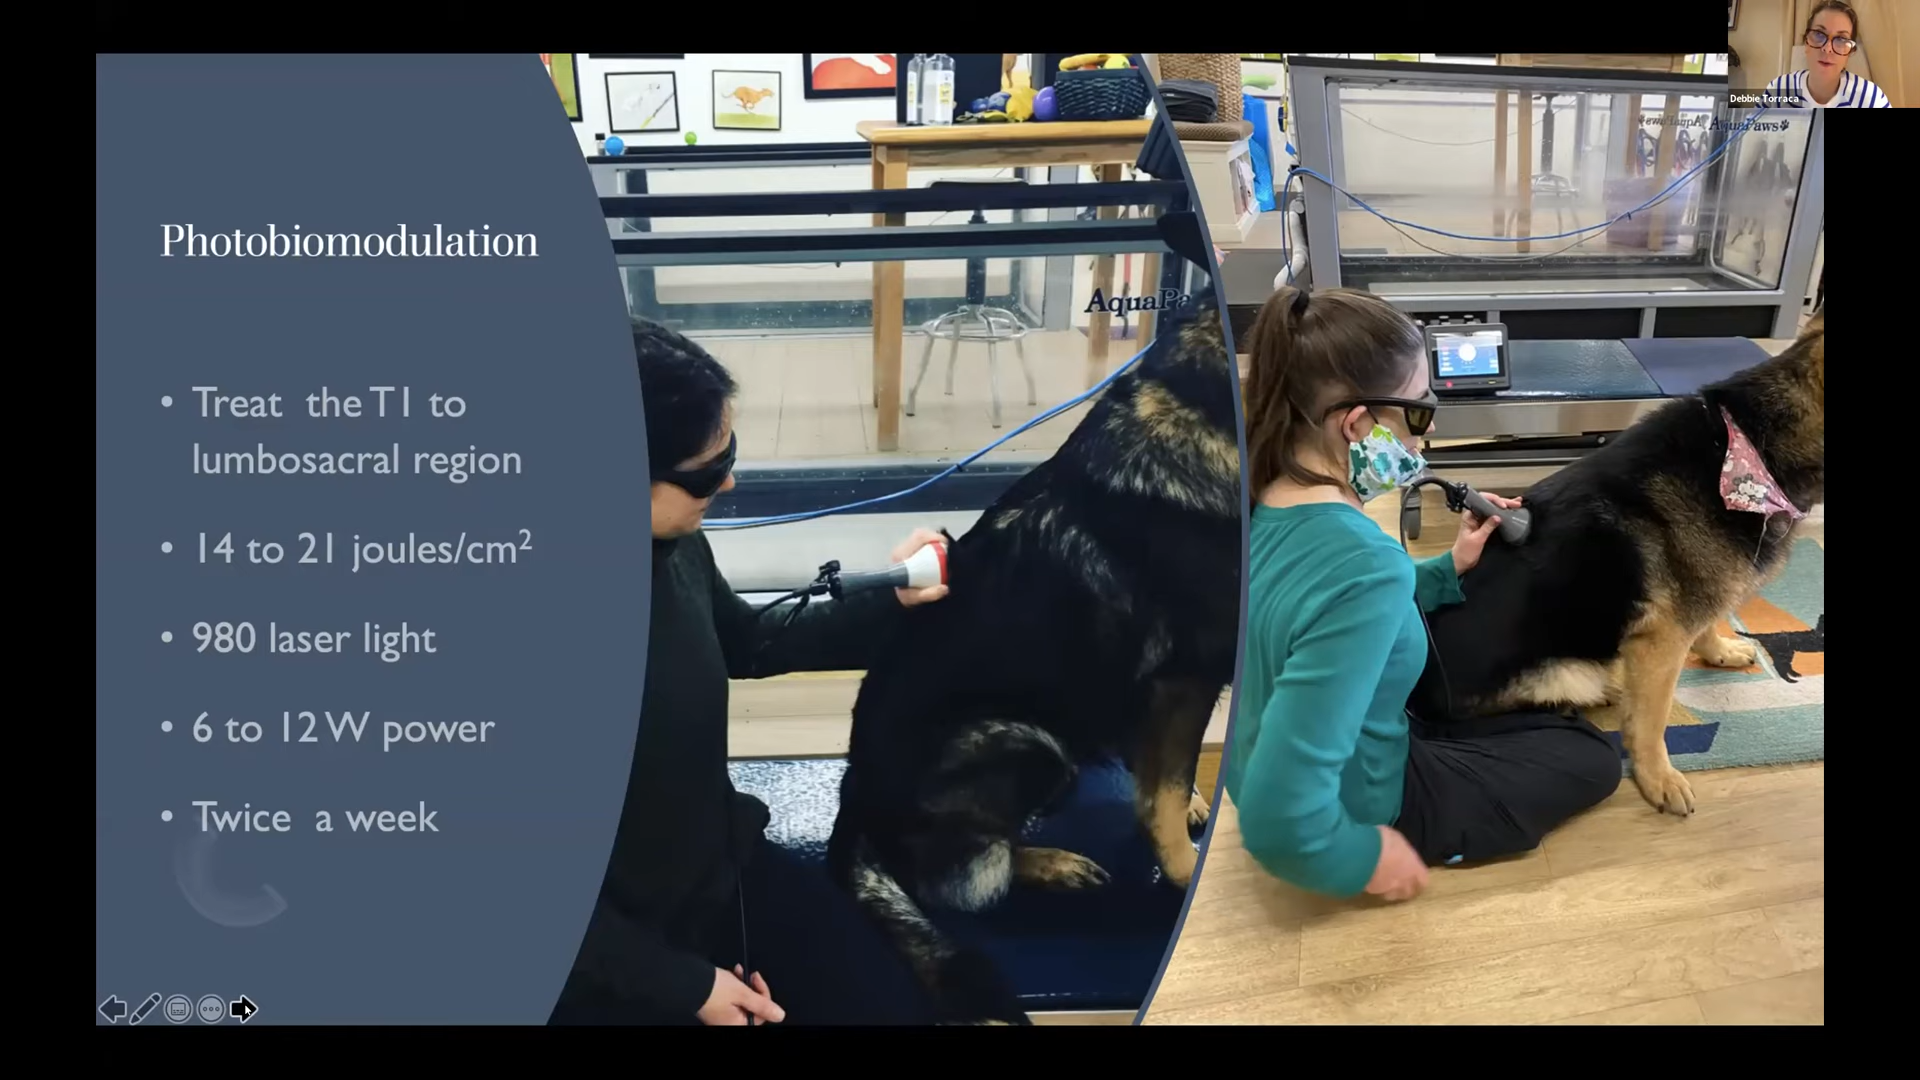 Debbie Torraca
Photobiomodulation
• Treat the T1 to
lumbosacral region
• 14 to 21 joules/cm²
• 980 laser light
• 6 to 12 W power
• Twice a week
AquaPa
AquaPaws